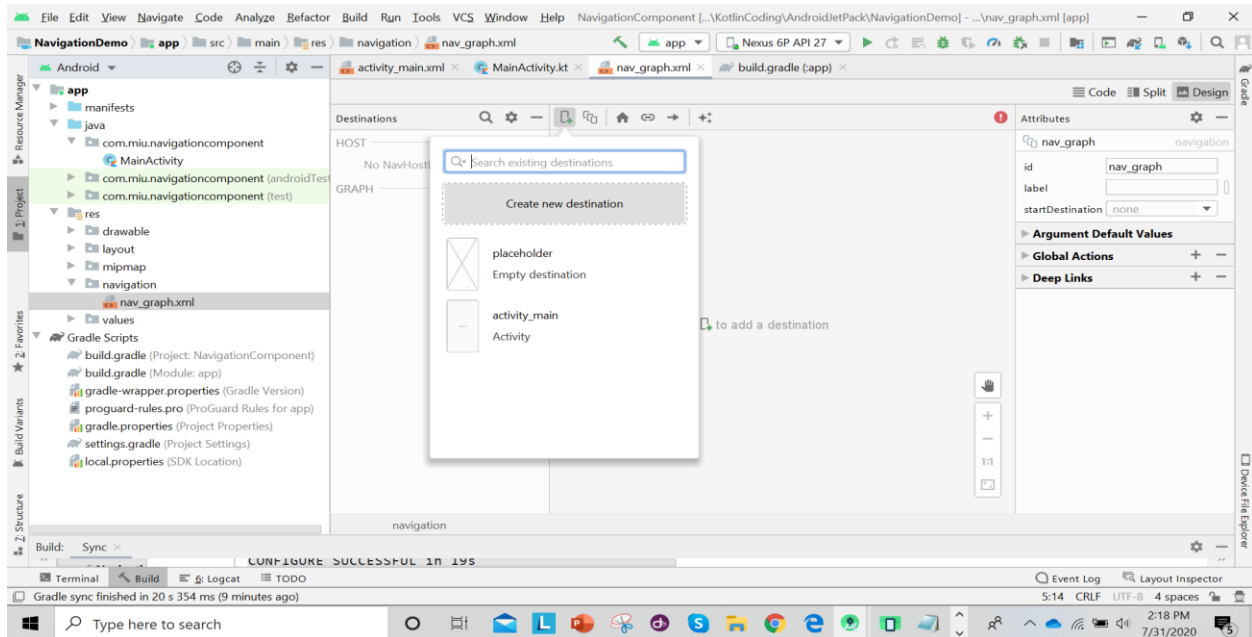 File Edit View Navigate Code Analyze Refactor Build Run Tools VCS Window Help NavigationComponent [...\KotlinCoding\AndroidJetPack\NavigationDemo] - ...\nav_graph.xml [app]
NavigationDemo app src main res navigation nav_graph.xml app Nexus 6P API 27
Android activity_main.xml MainActivity.kt nav_graph.xml build.gradle (:app)
Code Split Design
Resource Manager
1: Project
2: Favorites
Build Variants
7: Structure
app
manifests
java
com.miu.navigationcomponent
MainActivity
com.miu.navigationcomponent (androidTest
com.miu.navigationcomponent (test)
res
drawable
layout
mipmap
navigation
nav_graph.xml
values
Gradle Scripts
build.gradle (Project: NavigationComponent)
build.gradle (Module: app)
gradle-wrapper.properties (Gradle Version)
proguard-rules.pro (ProGuard Rules for app)
gradle.properties (Project Properties)
settings.gradle (Project Settings)
local.properties (SDK Location)
Destinations
HOST
No NavHost
GRAPH
Search existing destinations
Create new destination
placeholder
Empty destination
activity_main
Activity
to add a destination
1:1
navigation
Attributes
nav_graph navigation
id nav_graph
label
startDestination none
Argument Default Values
Global Actions
Deep Links
Gradle
Device File Explorer
Build: Sync
CONFIGURE SUCCESSFUL in 19s
Terminal Build 6: Logcat TODO Event Log Layout Inspector
Gradle sync finished in 20 s 354 ms (9 minutes ago) 5:14 CRLF UTF-8 4 spaces
Type here to search
2:18 PM
7/31/2020
5